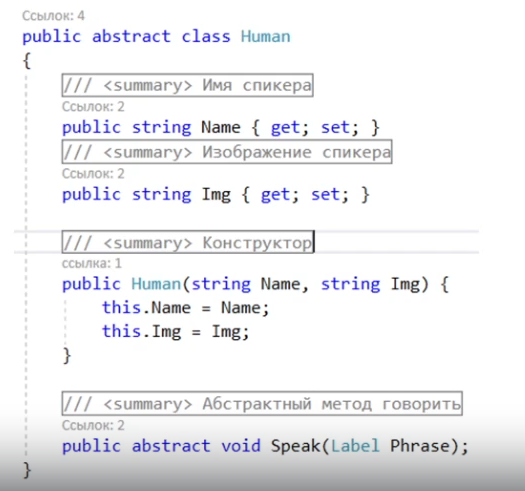 Ссылок: 4
public abstract class Human
{
/// <summary> Имя спикера
Ссылок: 2
public string Name { get; set; }
/// <summary> Изображение спикера
Ссылок: 2
public string Img { get; set; }
/// <summary> Конструктор
ссылка: 1
public Human(string Name, string Img) {
this.Name = Name;
this.Img = Img;
}
/// <summary> Абстрактный метод говорить
Ссылок: 2
public abstract void Speak(Label Phrase);
}